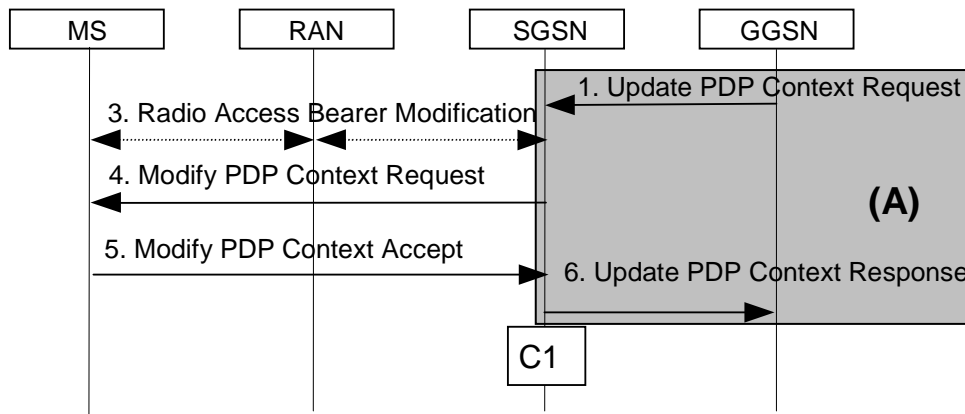 MS
RAN
SGSN
GGSN
1. Update PDP Context Request
3. Radio Access Bearer Modification
4. Modify PDP Context Request
(A)
5. Modify PDP Context Accept
6. Update PDP Context Response
C1